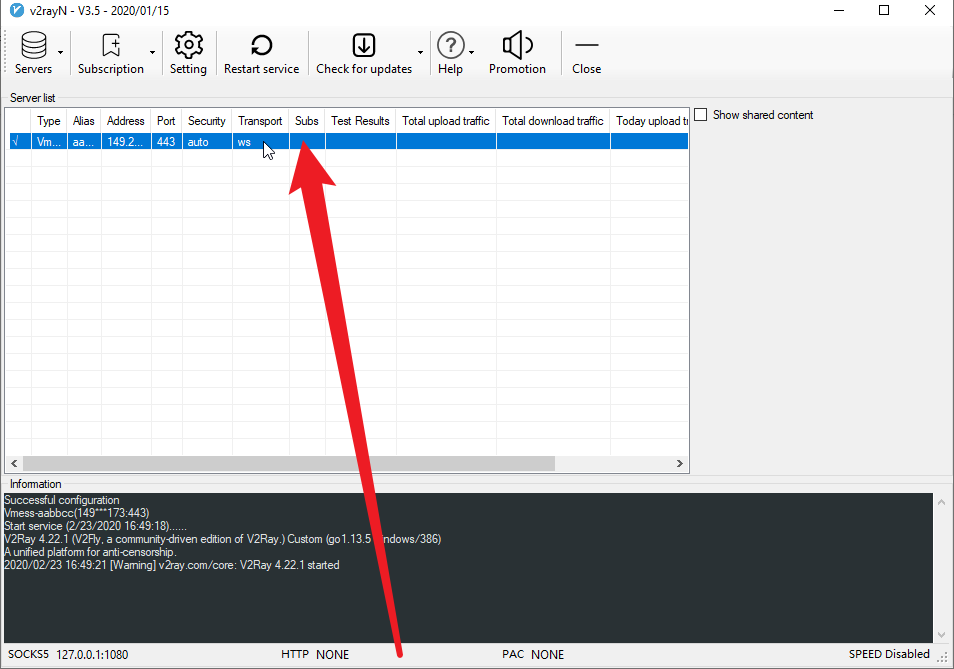 v2rayN - V3.5 - 2020/01/15
Servers Subscription Setting Restart service Check for updates Help Promotion Close
Server list
Type Alias Address Port Security Transport Subs Test Results Total upload traffic Total download traffic Today upload t
√ Vm... aa... 149.2... 443 auto ws
Show shared content
Information
Successful configuration
Vmess-aabbcc(149***173:443)
Start service (2/23/2020 16:49:18)......
V2Ray 4.22.1 (V2Fly, a community-driven edition of V2Ray.) Custom (go1.13.5 indows/386)
A unified platform for anti-censorship.
2020/02/23 16:49:21 [Warning] v2ray.com/core: V2Ray 4.22.1 started
SOCKS5 127.0.0.1:1080 HTTP NONE PAC NONE SPEED Disabled